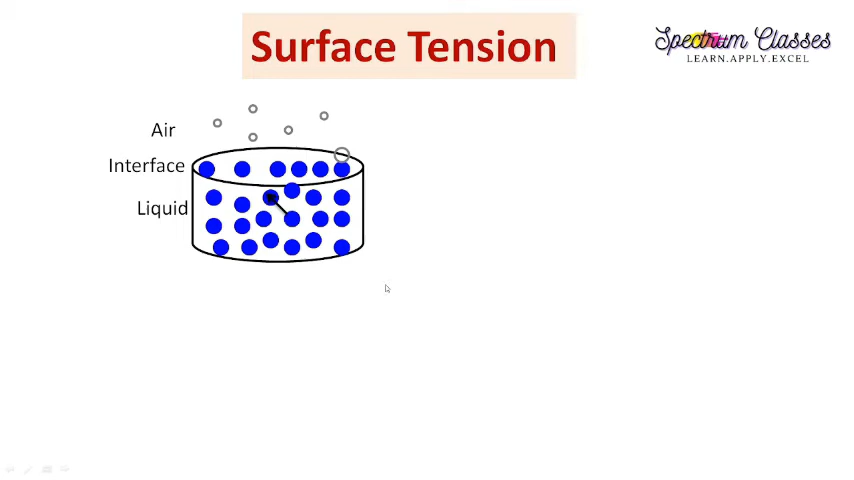 Surface Tension
Spectrum Classes
LEARN.APPLY.EXCEL
Air
Interface
Liquid